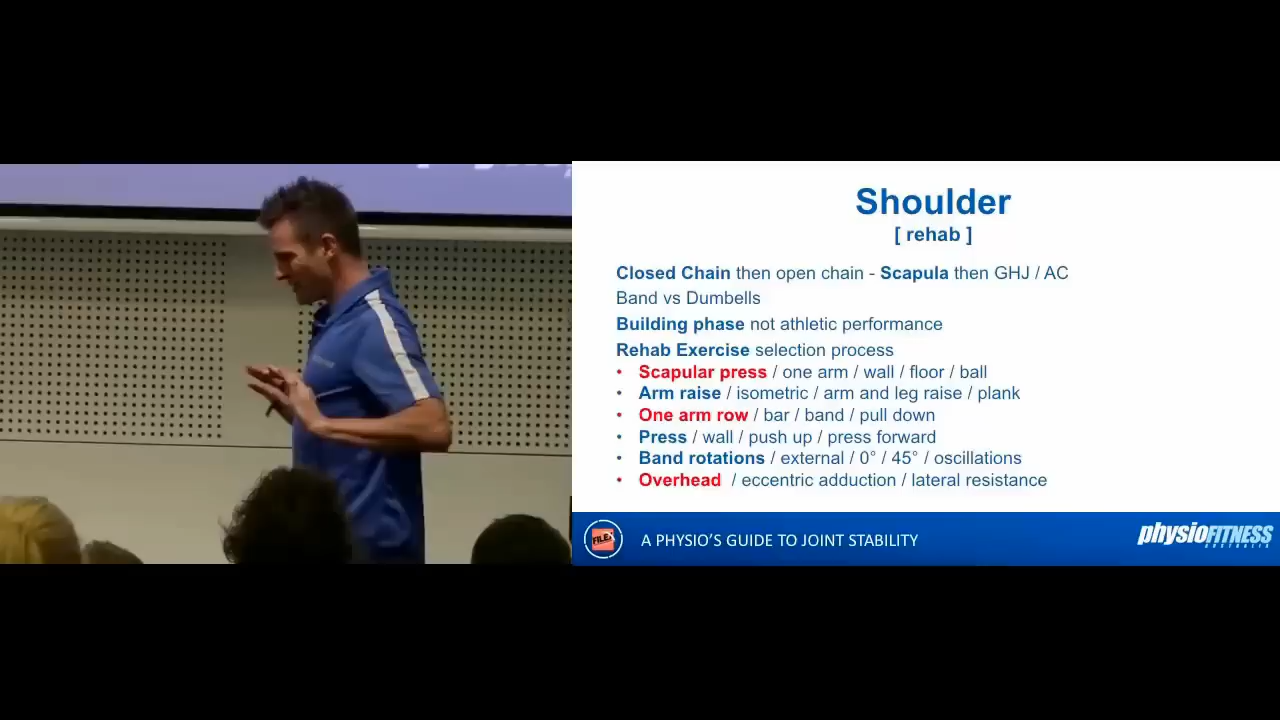 Shoulder
[ rehab ]
Closed Chain then open chain - Scapula then GHJ / AC
Band vs Dumbells
Building phase not athletic performance
Rehab Exercise selection process
• Scapular press / one arm / wall / floor / ball
• Arm raise / isometric / arm and leg raise / plank
• One arm row / bar / band / pull down
• Press / wall / push up / press forward
• Band rotations / external / 0° / 45° / oscillations
• Overhead / eccentric adduction / lateral resistance
FILEX
A PHYSIO'S GUIDE TO JOINT STABILITY
physioFITNESS
AUSTRALIA